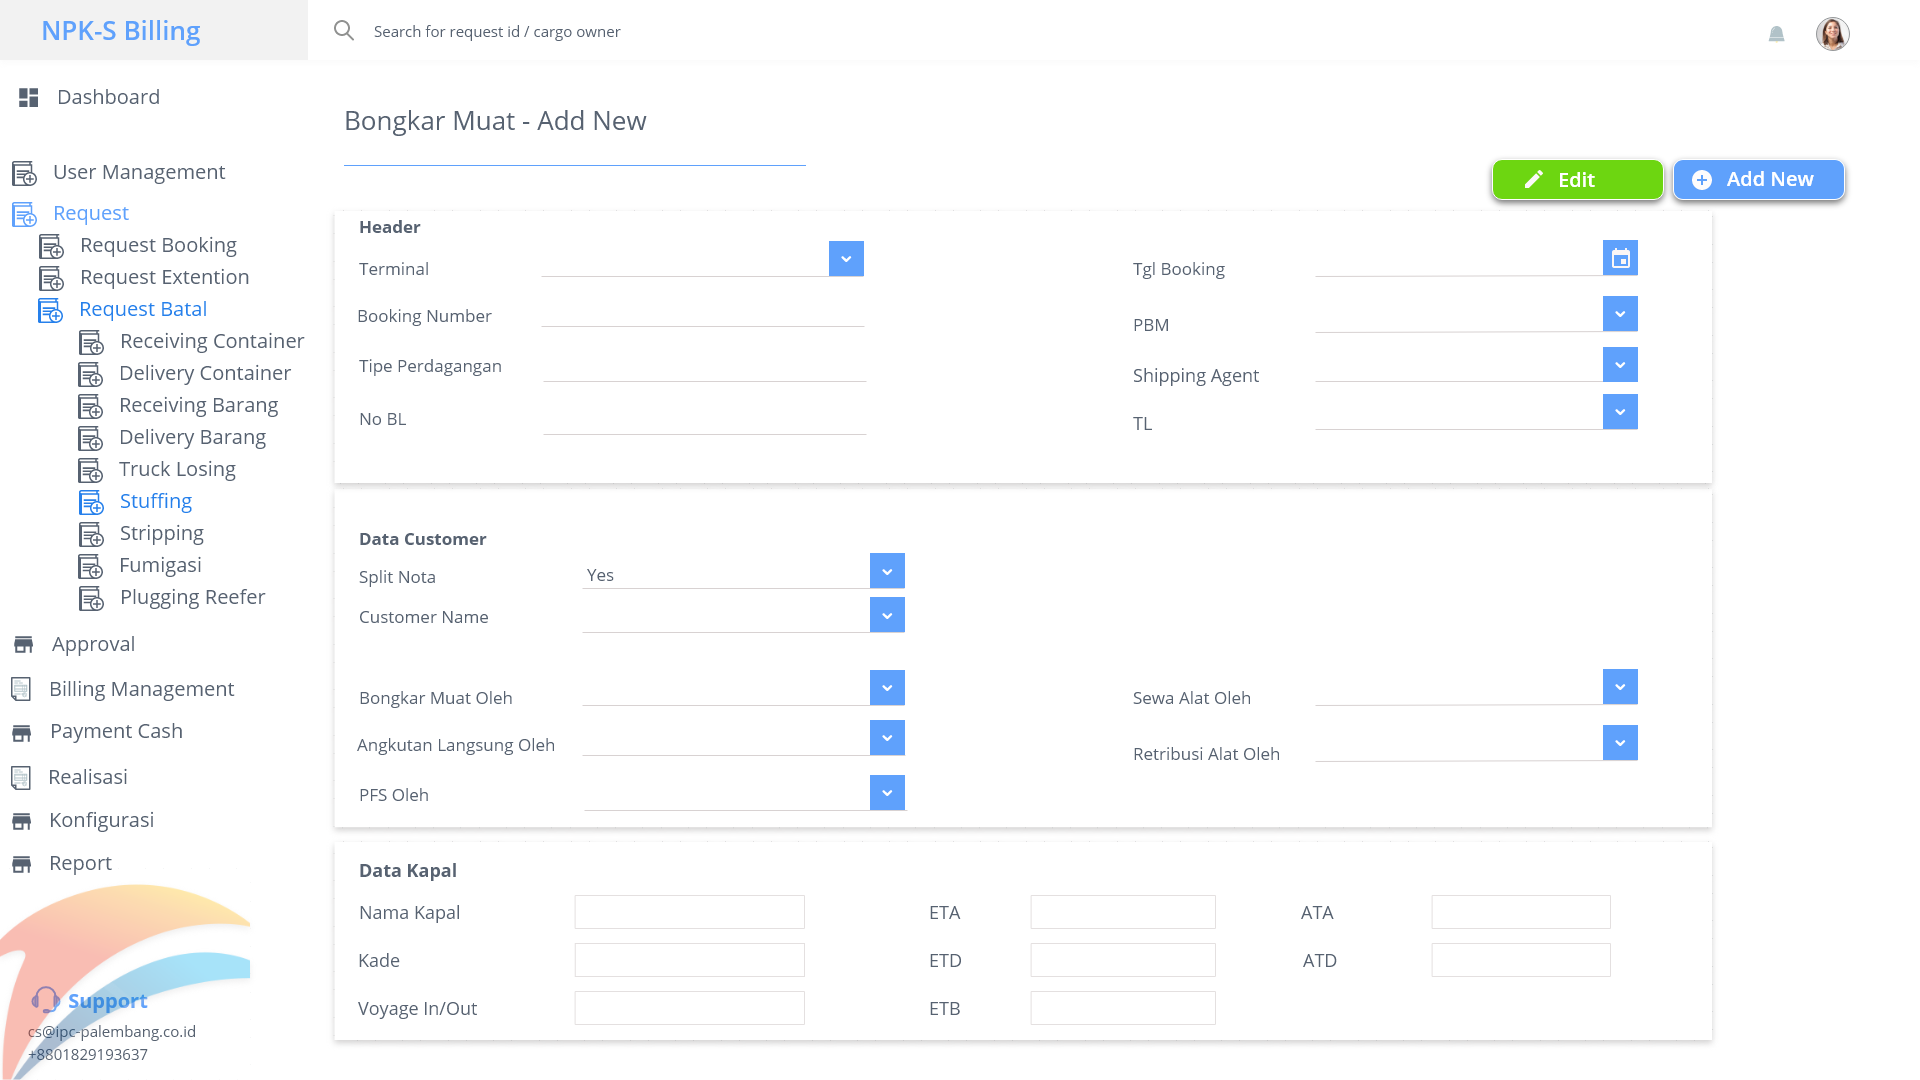 NPK-S Billing
Search for request id / cargo owner
Dashboard
User Management
Request
Request Booking
Request Extention
Request Batal
Receiving Container
Delivery Container
Receiving Barang
Delivery Barang
Truck Losing
Stuffing
Stripping
Fumigasi
Plugging Reefer
Approval
Billing Management
Payment Cash
Realisasi
Konfigurasi
Report
Support
cs@ipc-palembang.co.id
+8801829193637
Bongkar Muat - Add New
Edit
Add New
Header
Terminal
Tgl Booking
Booking Number
PBM
Tipe Perdagangan
Shipping Agent
No BL
TL
Data Customer
Split Nota Yes
Customer Name
Bongkar Muat Oleh
Sewa Alat Oleh
Angkutan Langsung Oleh
Retribusi Alat Oleh
PFS Oleh
Data Kapal
Nama Kapal ETA ATA
Kade ETD ATD
Voyage In/Out ETB